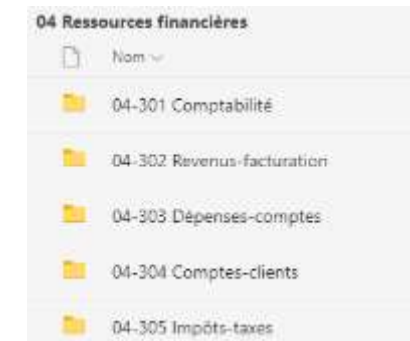 04 Ressources financières
Nom
04-301 Comptabilité
04-302 Revenus-facturation
04-303 Dépenses-comptes
04-304 Comptes-clients
04-305 Impôts-taxes